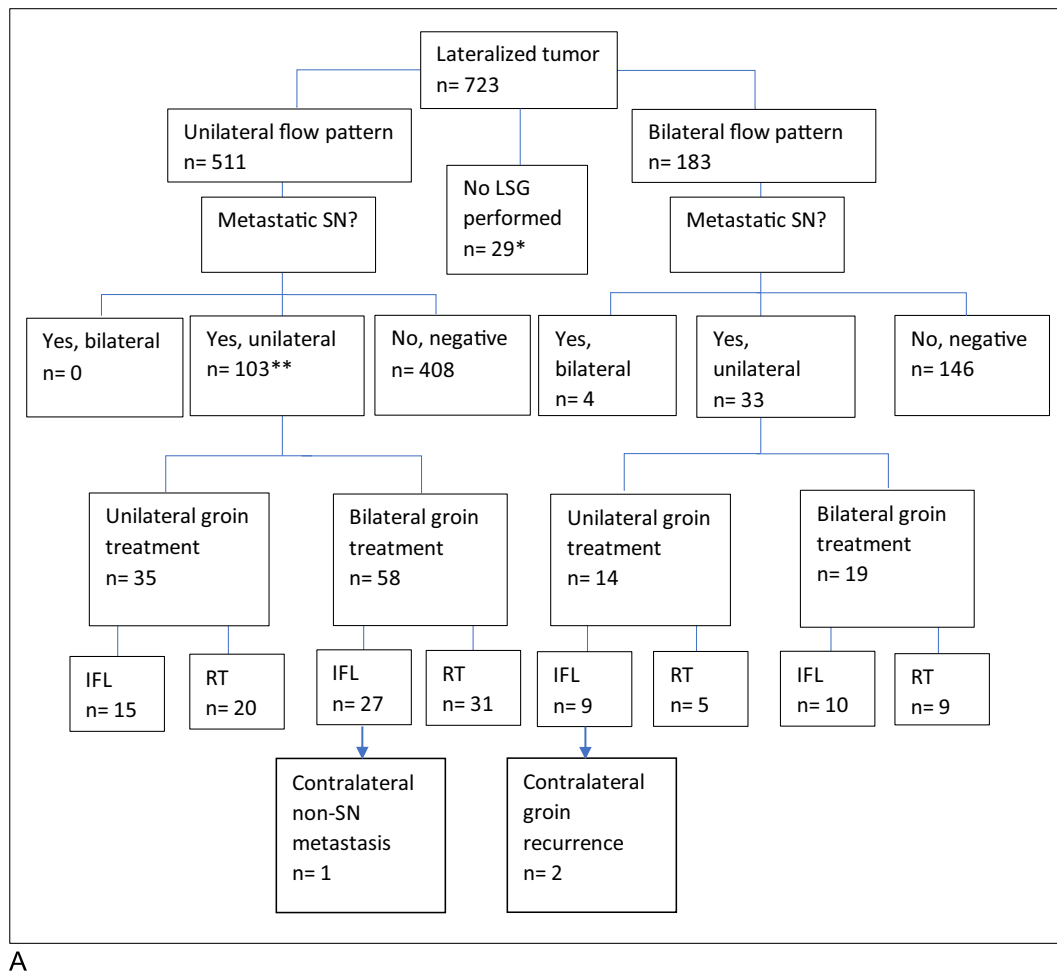 Lateralized tumor
n= 723
Unilateral flow pattern
n= 511
No LSG
performed
n= 29*
Bilateral flow pattern
n= 183
Metastatic SN?
Metastatic SN?
Yes, bilateral
n= 0
Yes, unilateral
n= 103**
No, negative
n= 408
Yes,
bilateral
n= 4
Yes,
unilateral
n= 33
No, negative
n= 146
Unilateral groin
treatment
n= 35
Bilateral groin
treatment
n= 58
Unilateral groin
treatment
n= 14
Bilateral groin
treatment
n= 19
IFL
n= 15
RT
n= 20
IFL
n= 27
RT
n= 31
IFL
n= 9
RT
n= 5
IFL
n= 10
RT
n= 9
Contralateral
non-SN
metastasis
n= 1
Contralateral
groin
recurrence
n= 2
A